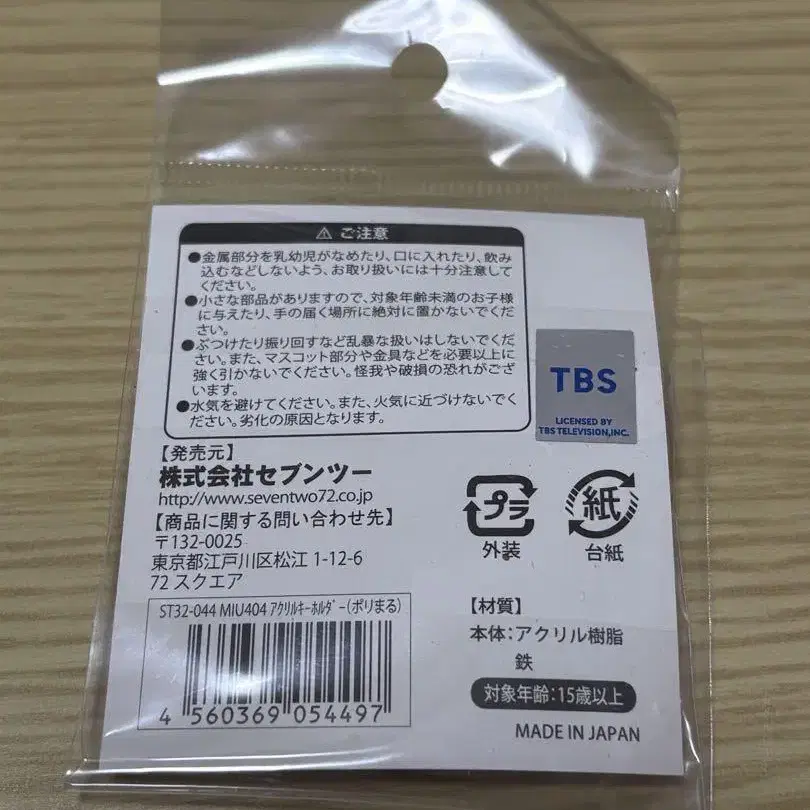 ⚠ ご注意
●金属部分を乳幼児がなめたり、口に入れたり、飲み
込むなどしないよう、お取り扱いには十分注意して
ください。
●小さな部品がありますので、対象年齢未満のお子様
に与えたり、手の届く場所に絶対に置かないでくだ
さい。
●ぶつけたり振り回すなど乱暴な扱いはしないでくだ
さい。また、マスコット部分や金具などを必要以上に
強く引かないでください。怪我や破損の恐れがござ
います。
●水気を避けてください。また、火気に近づけないでく
ださい。劣化の原因となります。
TBS
LICENSED BY
TBS TELEVISION,INC.
【発売元】
株式会社セブンツー
http://www.seventwo72.co.jp
【商品に関する問い合わせ先】
〒132-0025
東京都江戸川区松江 1-12-6
72 スクエア
プラ
外装
紙
台紙
ST32-044 MIU404 ｱｸﾘﾙｷｰﾎﾙﾀﾞｰ(ポリまる)
4 560369 054497
【材質】
本体：アクリル樹脂
鉄
対象年齢：15歳以上
MADE IN JAPAN